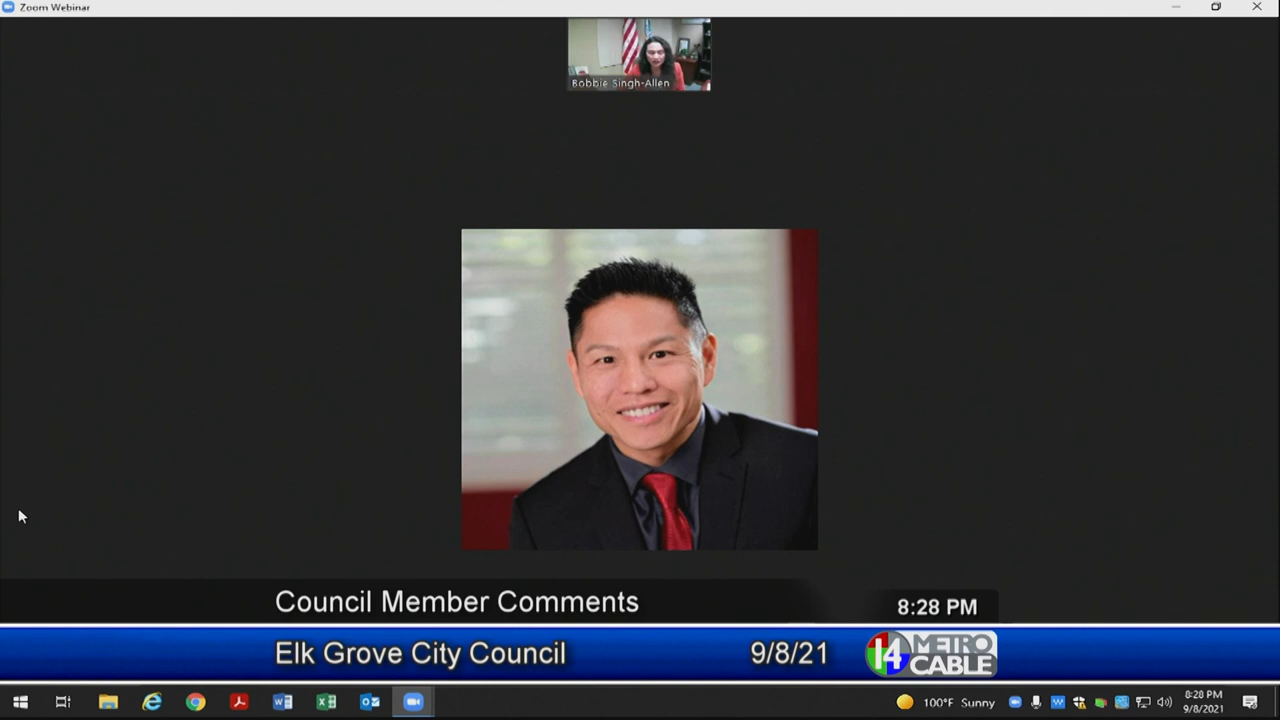 Zoom Webinar
Bobbie Singh-Allen
Council Member Comments
8:28 PM
Elk Grove City Council
9/8/21
14 METRO CABLE
100°F Sunny
8:28 PM
9/8/2021